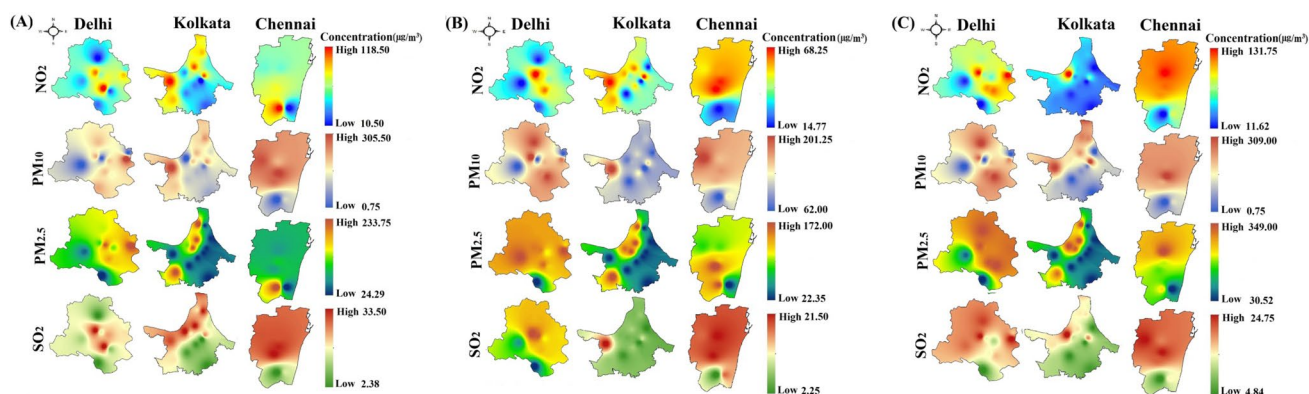 (A) Delhi Kolkata Chennai
N
W E
S
Concentration(µg/m³)
NO2
High 118.50
Low 10.50
PM10
305.50
Low 0.75
PM2.5
High 233.75
Low 24.29
SO2
High 33.50
Low 2.38
(B) Delhi Kolkata Chennai
N
W E
S
Concentration(µg/m³)
NO2
High 68.25
Low 14.77
PM10
High 201.25
Low 62.00
PM2.5
High 172.00
Low 22.35
SO2
High 21.50
Low 2.25
(C) Delhi Kolkata Chennai
N
W E
S
Concentration(µg/m³)
NO2
High 131.75
Low 11.62
PM10
High 309.00
Low 0.75
PM2.5
High 349.00
Low 30.52
SO2
High 24.75
Low 4.84